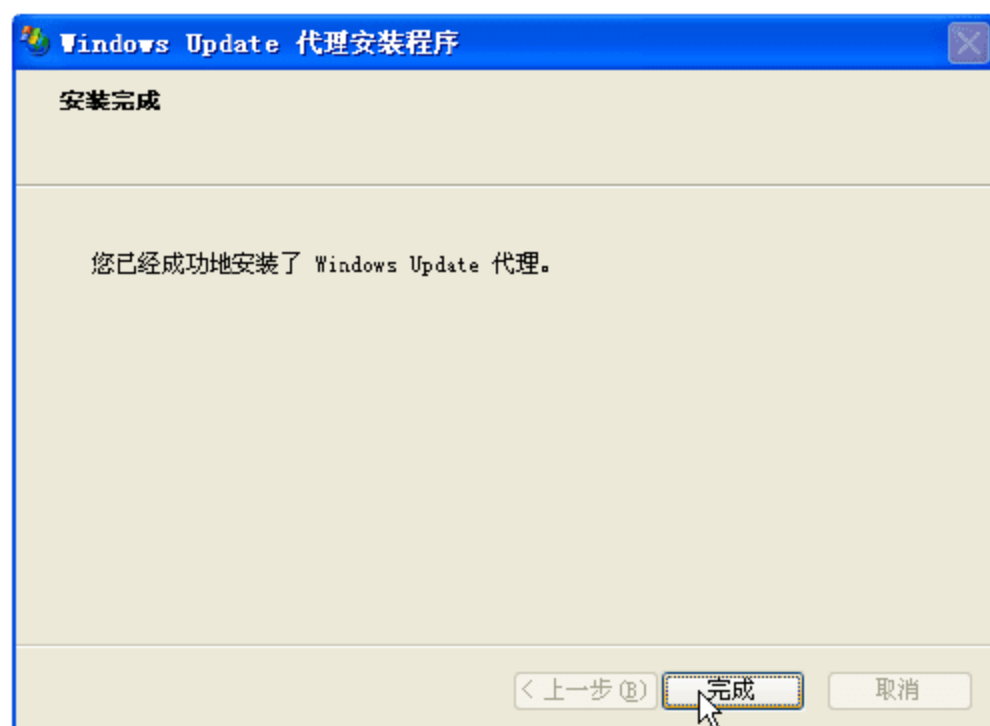 Windows Update 代理安装程序
安装完成
您已经成功地安装了 Windows Update 代理。
< 上一步(B)
完成
取消